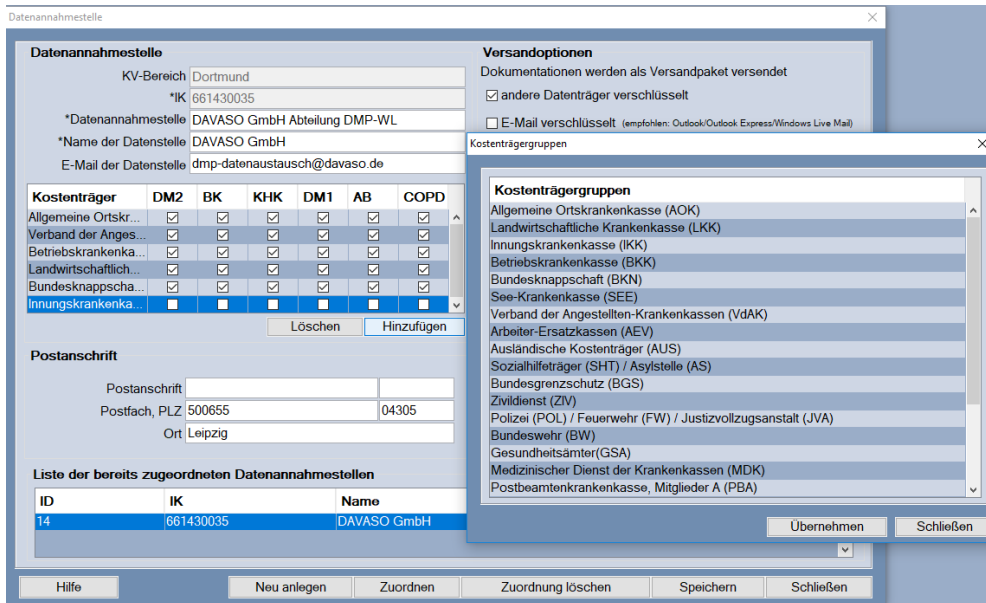 Datenannahmestelle
Datenannahmestelle
KV-Bereich Dortmund
*IK 661430035
*Datenannahmestelle DAVASO GmbH Abteilung DMP-WL
*Name der Datenstelle DAVASO GmbH
E-Mail der Datenstelle dmp-datenaustausch@davaso.de
Kostenträger DM2 BK KHK DM1 AB COPD
Allgemeine Ortskr...
Verband der Anges...
Betriebskrankenka...
Landwirtschaftlich...
Bundesknappscha...
Innungskrankenka...
Löschen Hinzufügen
Postanschrift
Postanschrift
Postfach, PLZ 500655 04305
Ort Leipzig
Liste der bereits zugeordneten Datenannahmestellen
ID IK Name
14 661430035 DAVASO GmbH
Hilfe Neu anlegen Zuordnen Zuordnung löschen Speichern Schließen
Versandoptionen
Dokumentationen werden als Versandpaket versendet
andere Datenträger verschlüsselt
E-Mail verschlüsselt (empfohlen: Outlook/Outlook Express/Windows Live Mail)
Kostenträgergruppen
Kostenträgergruppen
Allgemeine Ortskrankenkasse (AOK)
Landwirtschaftliche Krankenkasse (LKK)
Innungskrankenkasse (IKK)
Betriebskrankenkasse (BKK)
Bundesknappschaft (BKN)
See-Krankenkasse (SEE)
Verband der Angestellten-Krankenkassen (VdAK)
Arbeiter-Ersatzkassen (AEV)
Ausländische Kostenträger (AUS)
Sozialhilfeträger (SHT) / Asylstelle (AS)
Bundesgrenzschutz (BGS)
Zivildienst (ZIV)
Polizei (POL) / Feuerwehr (FW) / Justizvollzugsanstalt (JVA)
Bundeswehr (BW)
Gesundheitsämter(GSA)
Medizinischer Dienst der Krankenkassen (MDK)
Postbeamtenkrankenkasse, Mitglieder A (PBA)
Übernehmen Schließen